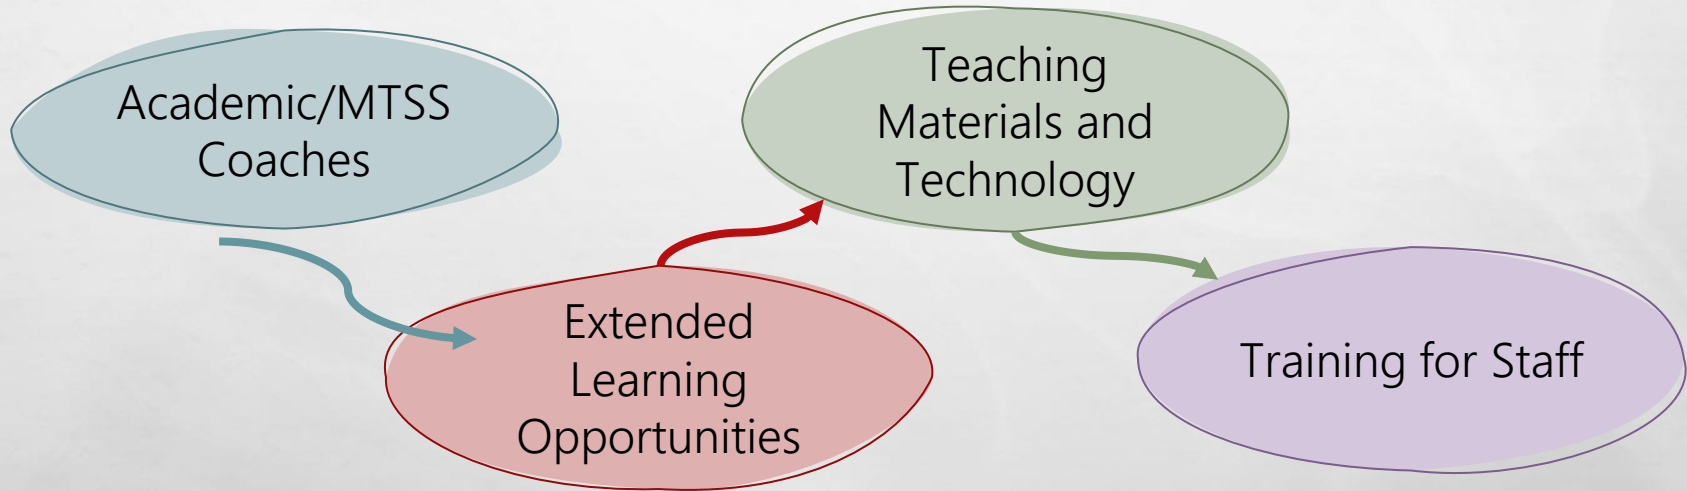 Academic/MTSS
Coaches
Extended
Learning
Opportunities
Teaching
Materials and
Technology
Training for Staff